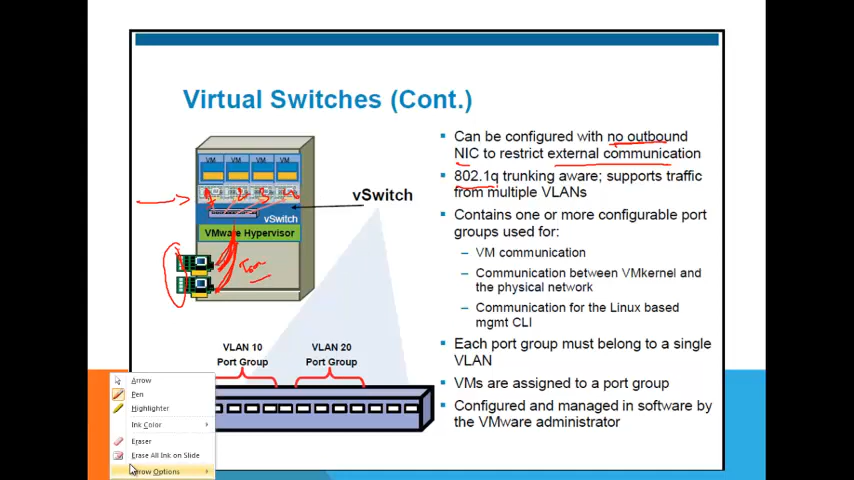 Virtual Switches (Cont.)
VM VM VM VM
1 2 3 4
vSwitch
VMware Hypervisor
vSwitch
VLAN 10
Port Group
VLAN 20
Port Group
Can be configured with no outbound
NIC to restrict external communication
802.1q trunking aware; supports traffic
from multiple VLANs
Contains one or more configurable port
groups used for:
– VM communication
– Communication between VMkernel and
the physical network
– Communication for the Linux based
mgmt CLI
Each port group must belong to a single
VLAN
VMs are assigned to a port group
Configured and managed in software by
the VMware administrator
Arrow
Pen
Highlighter
Ink Color
Eraser
Erase All Ink on Slide
Arrow Options